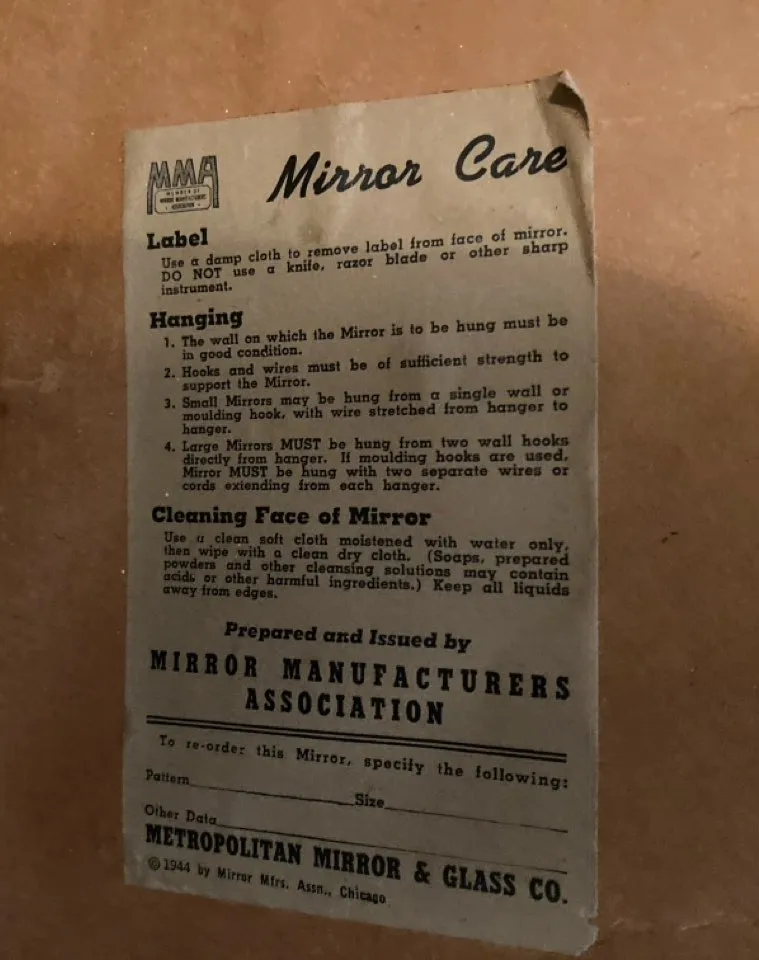 MMA
MEMBER OF
MIRROR MANUFACTURERS
ASSOCIATION
Mirror Care
Label
Use a damp cloth to remove label from face of mirror.
DO NOT use a knife, razor blade or other sharp
instrument.
Hanging
1. The wall on which the Mirror is to be hung must be
in good condition.
2. Hooks and wires must be of sufficient strength to
support the Mirror.
3. Small Mirrors may be hung from a single wall or
moulding hook, with wire stretched from hanger to
hanger.
4. Large Mirrors MUST be hung from two wall hooks
directly from hanger. If moulding hooks are used,
Mirror MUST be hung with two separate wires or
cords extending from each hanger.
Cleaning Face of Mirror
Use a clean soft cloth moistened with water only,
then wipe with a clean dry cloth. (Soaps, prepared
powders and other cleansing solutions may contain
acids or other harmful ingredients.) Keep all liquids
away from edges.
Prepared and Issued by
MIRROR MANUFACTURERS
ASSOCIATION
To re-order this Mirror, specify the following:
Pattern Size
Other Data
METROPOLITAN MIRROR & GLASS CO.
© 1944 by Mirror Mfrs. Assn., Chicago